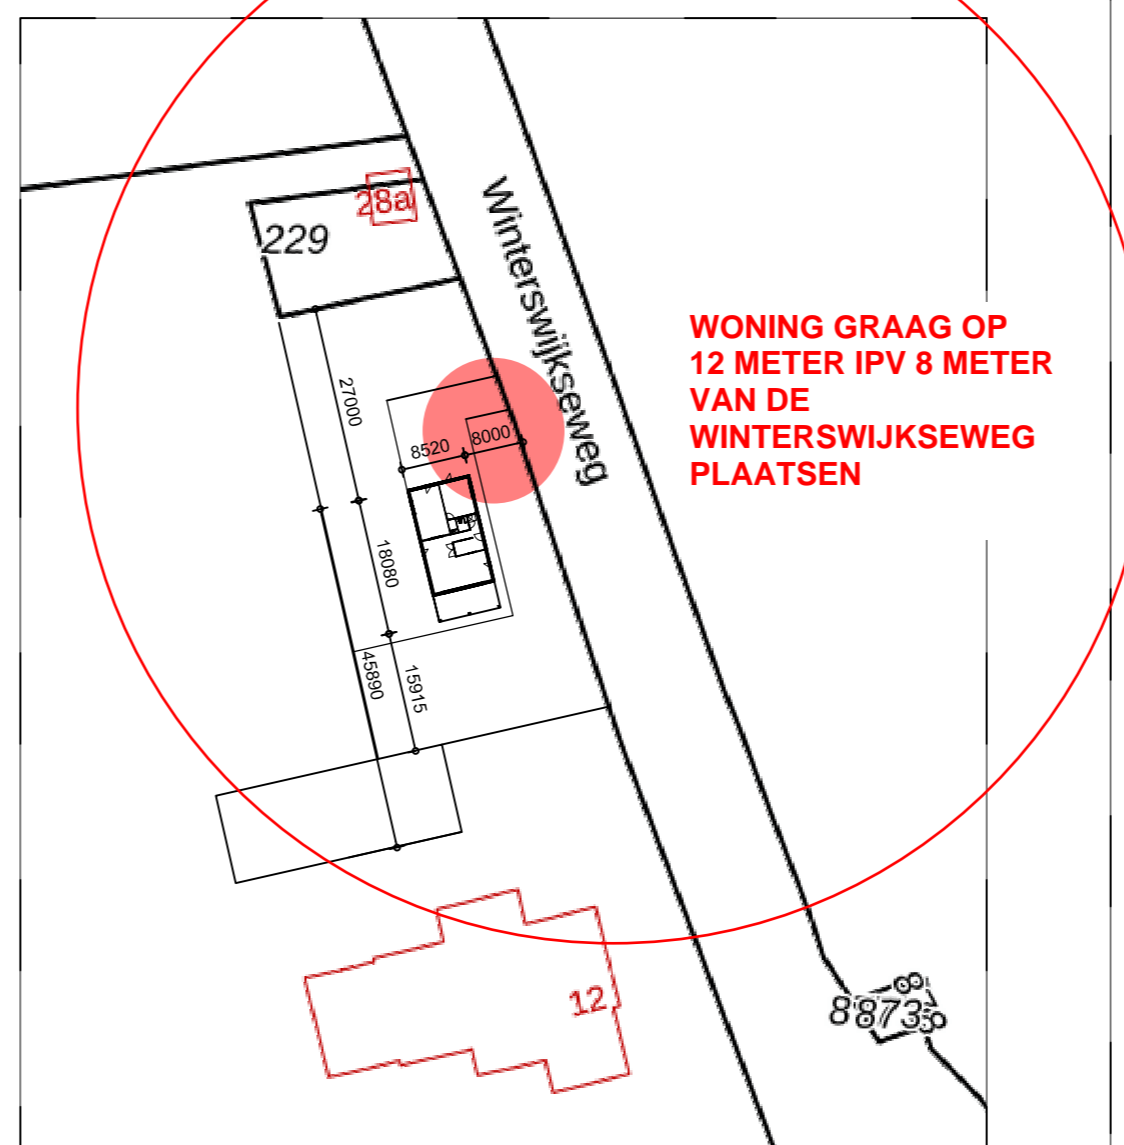 28a
229
Winterswijkseweg
WONING GRAAG OP
12 METER IPV 8 METER
VAN DE
WINTERSWIJKSEWEG
PLAATSEN
27000
8520
8000
18080
45890
15915
12